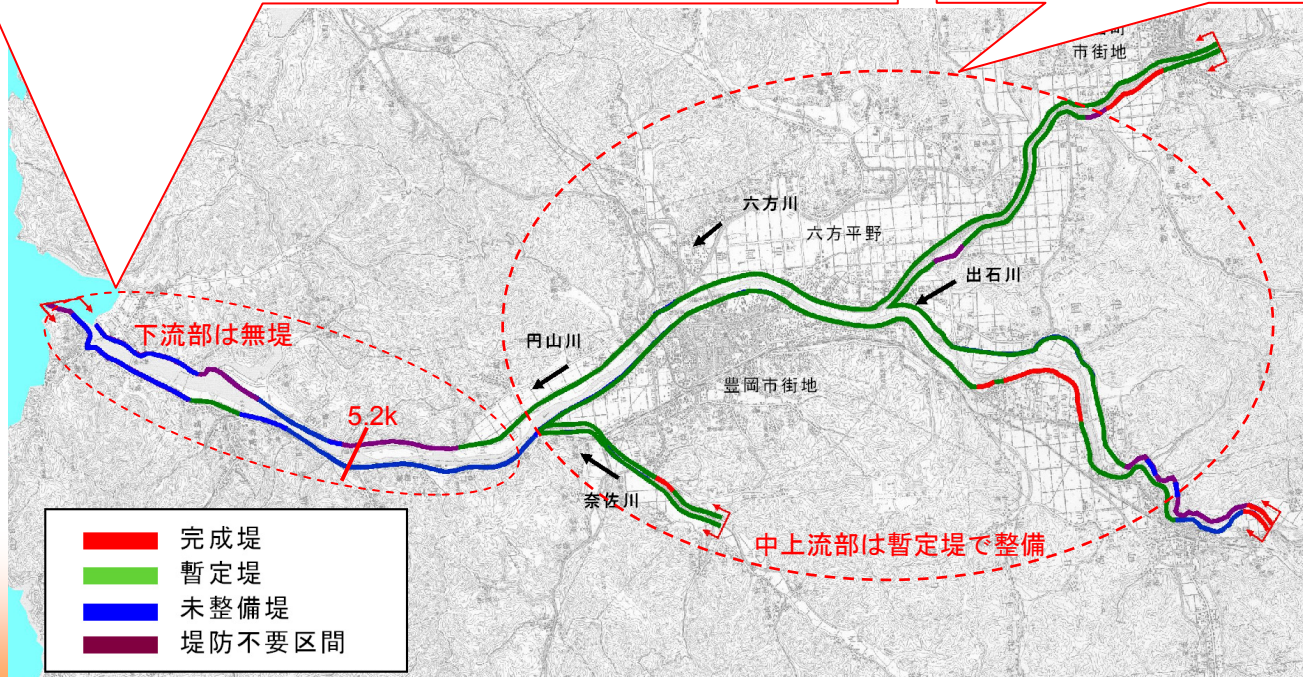 市街地
六方川
六方平野
出石川
下流部は無堤
円山川
豊岡市街地
5.2k
奈佐川
中上流部は暫定堤で整備
完成堤
暫定堤
未整備堤
堤防不要区間